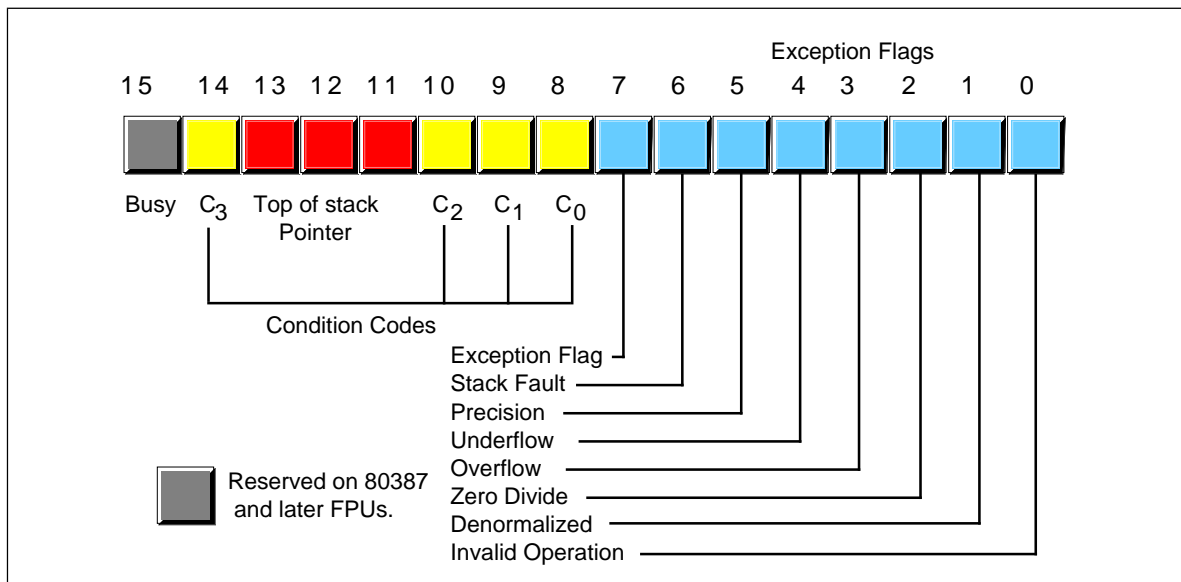 Exception Flags
15 14 13 12 11 10 9 8 7 6 5 4 3 2 1 0
Busy C3 Top of stack Pointer C2 C1 C0
Condition Codes
Exception Flag
Stack Fault
Precision
Underflow
Overflow
Zero Divide
Denormalized
Invalid Operation
Reserved on 80387
and later FPUs.